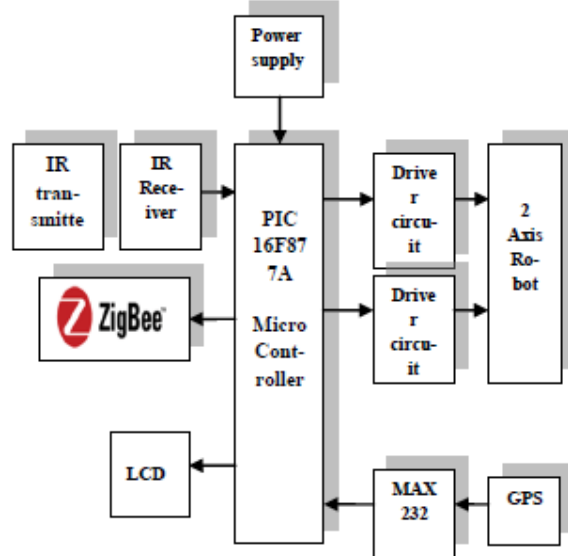 Power
supply
IR
tran-
smitte
IR
Rece-
iver
PIC
16F87
7A
Micro
Cont-
roller
Drive
r
circu-
it
2
Axis
Ro-
bot
Z ZigBee™
Drive
r
circu-
it
LCD
MAX
232
GPS